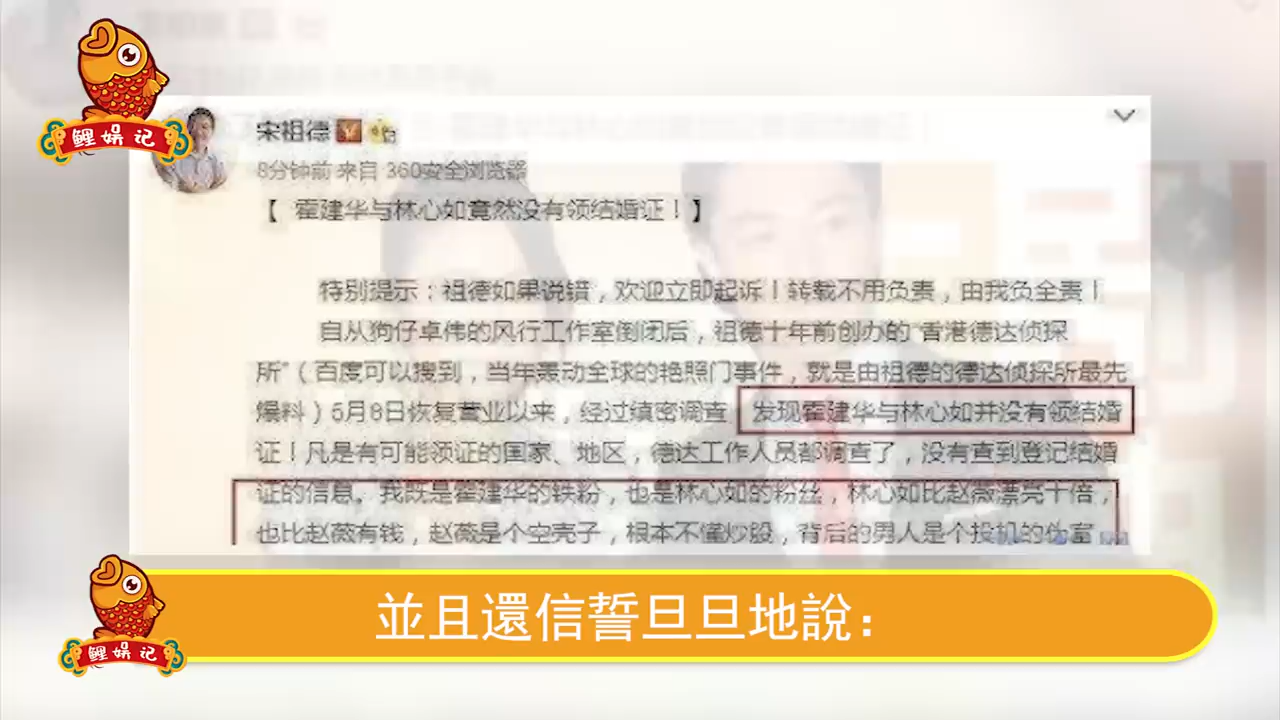 鲤娱记
宋祖德
8分钟前 来自 360安全浏览器
【 霍建华与林心如竟然没有领结婚证！】
特别提示：祖德如果说错，欢迎立即起诉！转载不用负责，由我负全责！
自从狗仔卓伟的风行工作室倒闭后，祖德十年前创办的“香港德达侦探
所”（百度可以搜到，当年轰动全球的艳照门事件，就是由祖德的德达侦探所最先
爆料）5月8日恢复营业以来，经过缜密调查，发现霍建华与林心如并没有领结婚
证！凡是有可能领证的国家、地区，德达工作人员都调查了，没有查到登记结婚
证的信息。我既是霍建华的铁粉，也是林心如的粉丝，林心如比赵薇漂亮十倍，
也比赵薇有钱，赵薇是个空壳子，根本不懂炒股，背后的男人是个投机的
並且還信誓旦旦地說：
鲤娱记